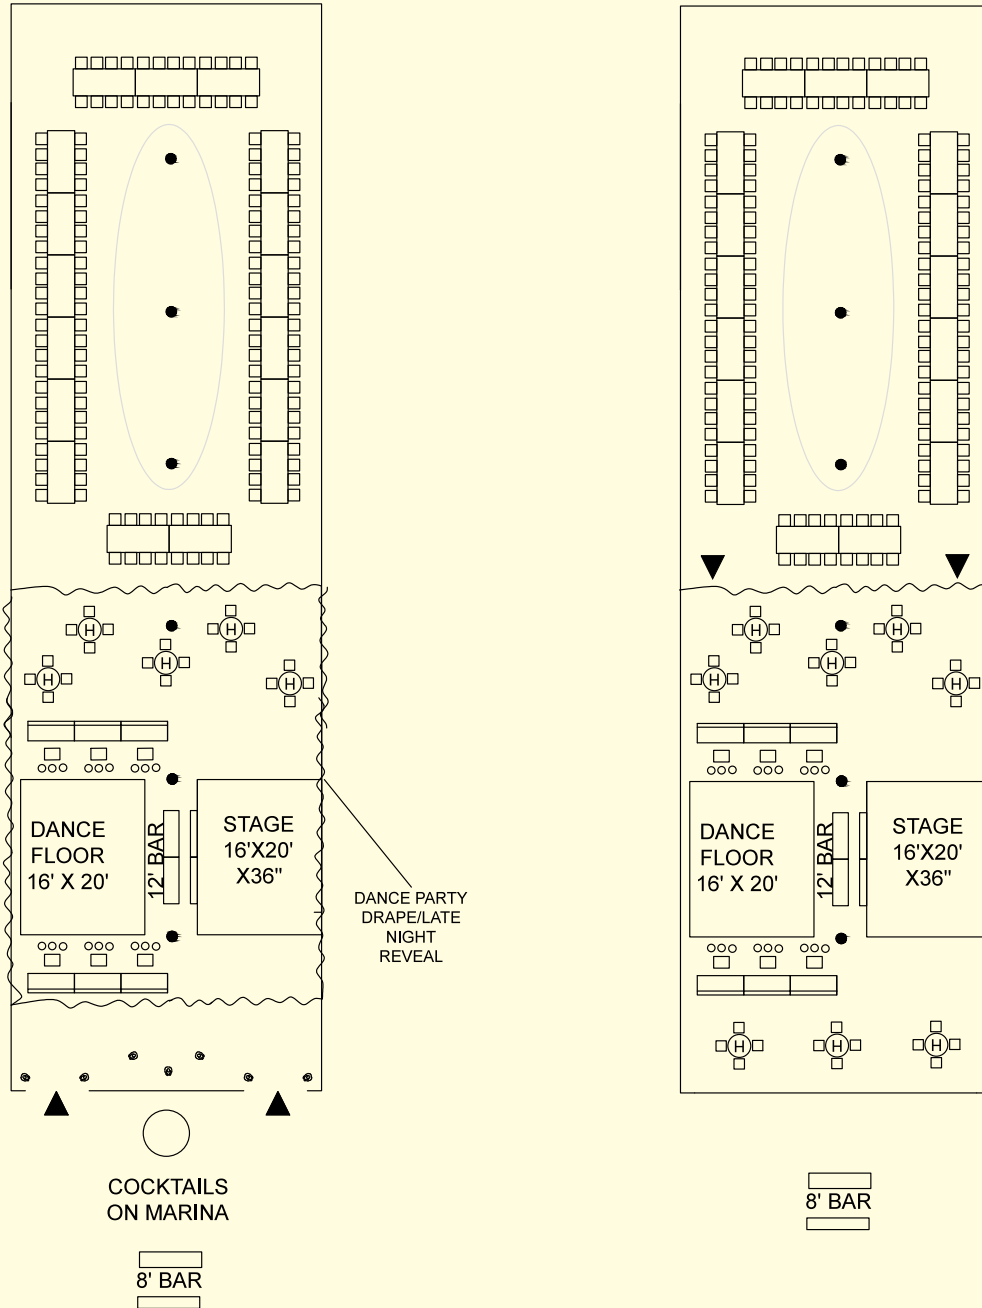 H
H
H
H
H
DANCE
FLOOR
16' X 20'
12' BAR
STAGE
16'X20'
X36"
DANCE PARTY
DRAPE/LATE
NIGHT
REVEAL
COCKTAILS
ON MARINA
8' BAR
H
H
H
H
H
DANCE
FLOOR
16' X 20'
12' BAR
STAGE
16'X20'
X36"
H
H
H
8' BAR